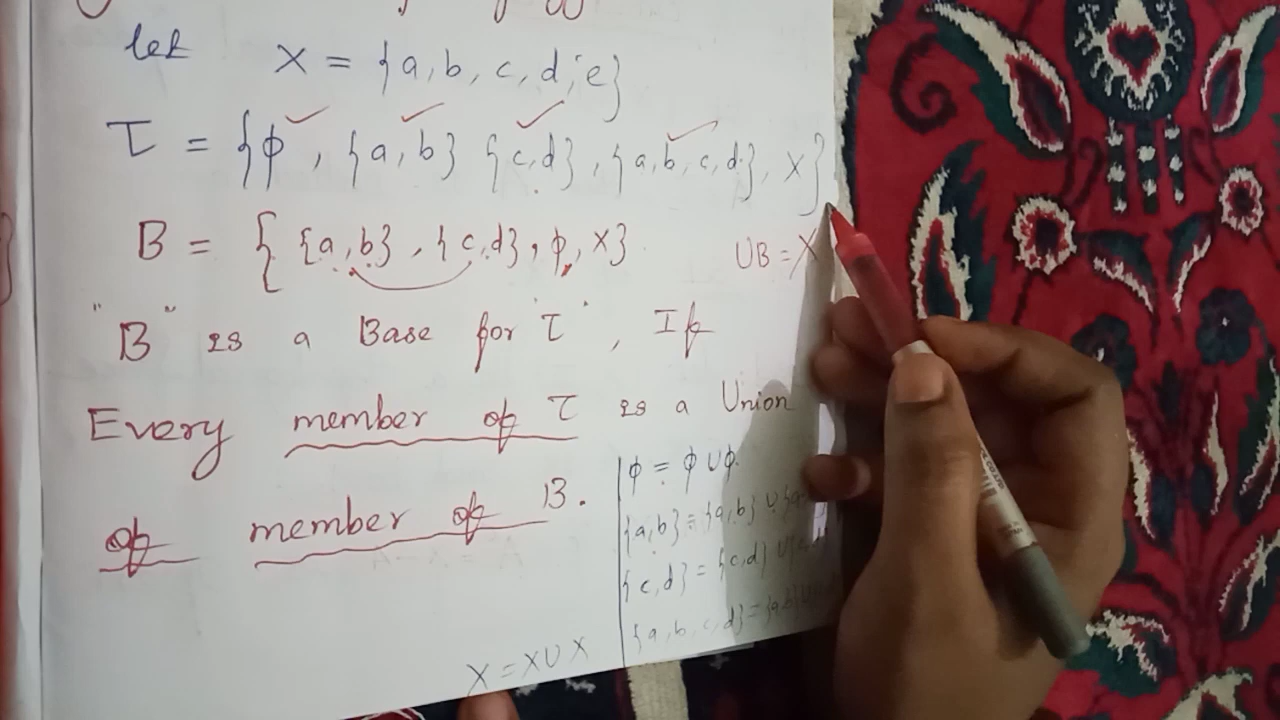 let X = {a, b, c, d, e}
τ = {φ, {a, b} {c, d}, {a, b, c, d}, X}
B = { {a, b}, {c, d}, φ, X}
UB = X
"B" is a Base for 'τ', If
Every member of τ is a Union
of member of B.
φ = φ ∪ φ
{a, b} = {a, b} ∪ {a
{c, d} = {c, d} ∪
{a, b, c, d} = {a, b} ∪
X = X ∪ X